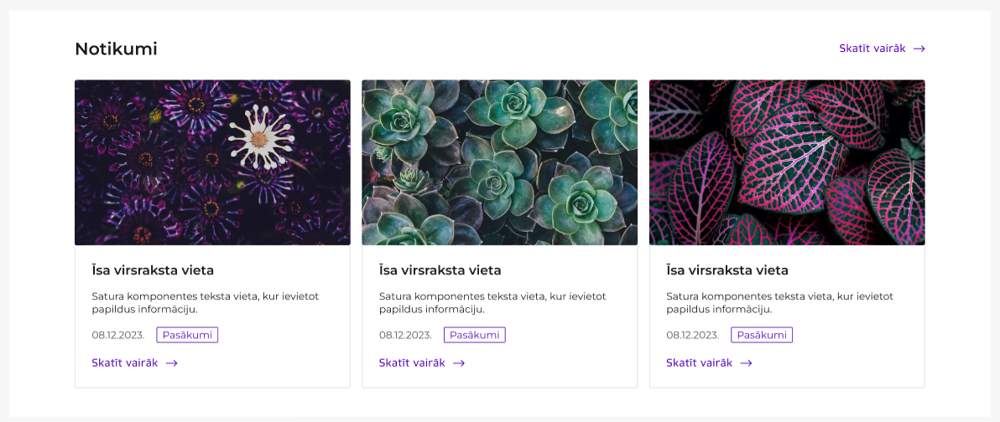 Notikumi
Skatīt vairāk
Īsa virsraksta vieta
Satura komponentes teksta vieta, kur ievietot
papildus informāciju.
08.12.2023. Pasākumi
Skatīt vairāk
Īsa virsraksta vieta
Satura komponentes teksta vieta, kur ievietot
papildus informāciju.
08.12.2023. Pasākumi
Skatīt vairāk
Īsa virsraksta vieta
Satura komponentes teksta vieta, kur ievietot
papildus informāciju.
08.12.2023. Pasākumi
Skatīt vairāk